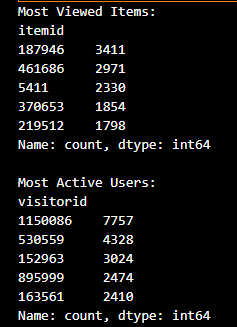 Most Viewed Items:
itemid
187946    3411
461686    2971
5411      2330
370653    1854
219512    1798
Name: count, dtype: int64

Most Active Users:
visitorid
1150086    7757
530559     4328
152963     3024
895999     2474
163561     2410
Name: count, dtype: int64